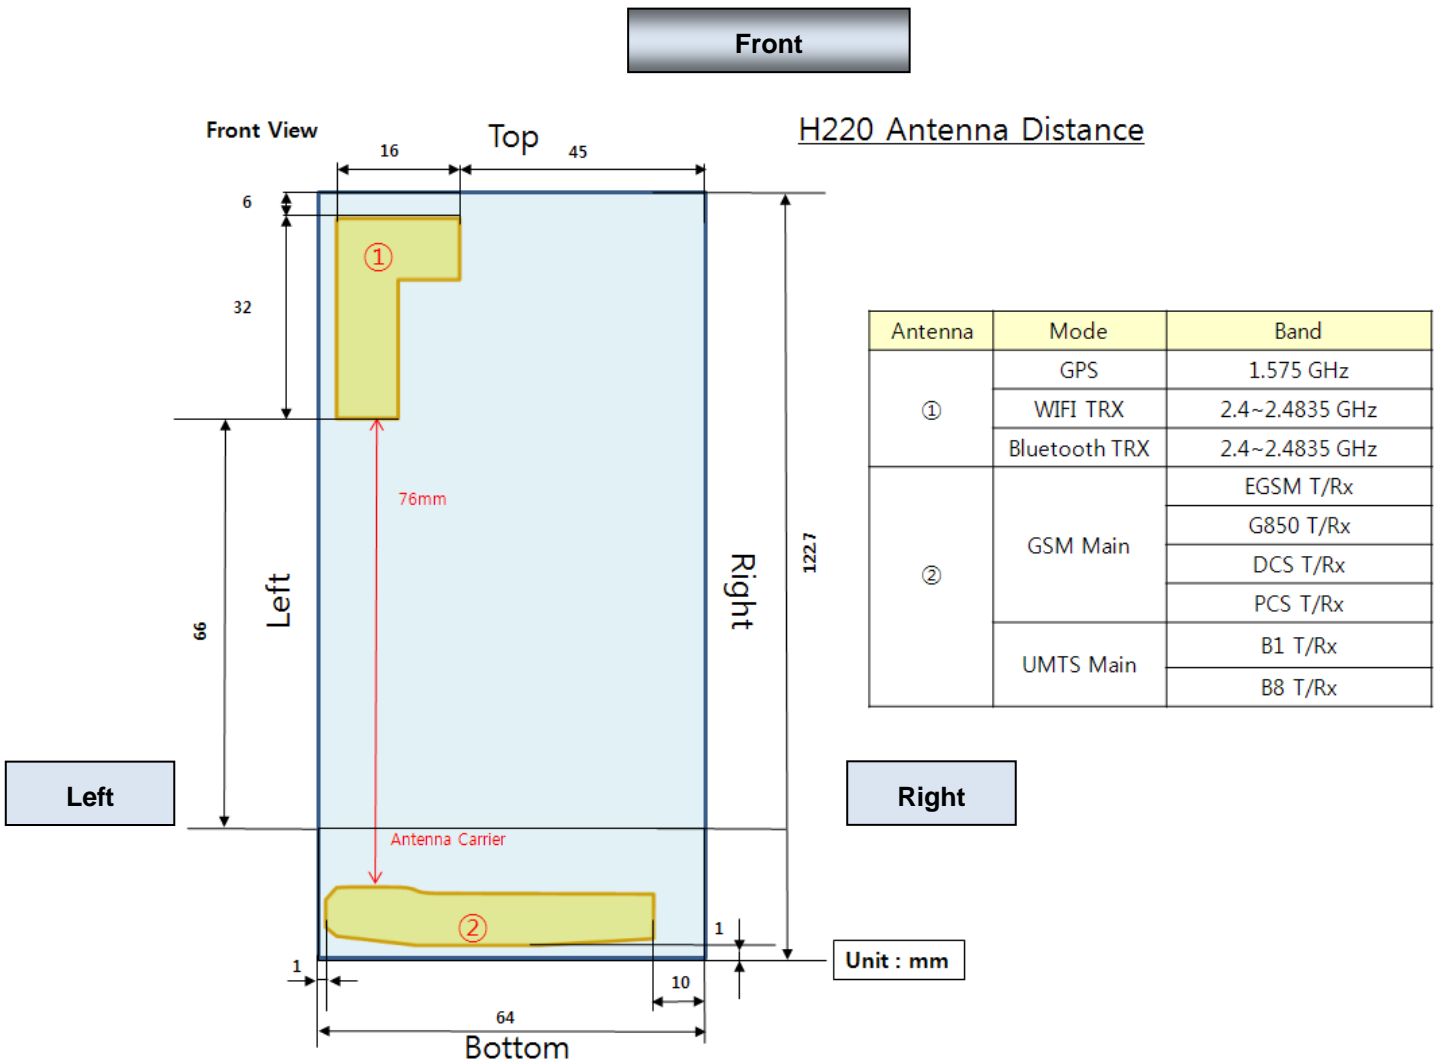 Front
Front View
Top
H220 Antenna Distance
16
45
6
①
32
Antenna Mode Band
① GPS 1.575 GHz
WIFI TRX 2.4~2.4835 GHz
Bluetooth TRX 2.4~2.4835 GHz
② GSM Main EGSM T/Rx
G850 T/Rx
DCS T/Rx
PCS T/Rx
UMTS Main B1 T/Rx
B8 T/Rx
76mm
122.7
Left
Right
66
Left
Right
Antenna Carrier
②
1
Unit : mm
1
10
64
Bottom